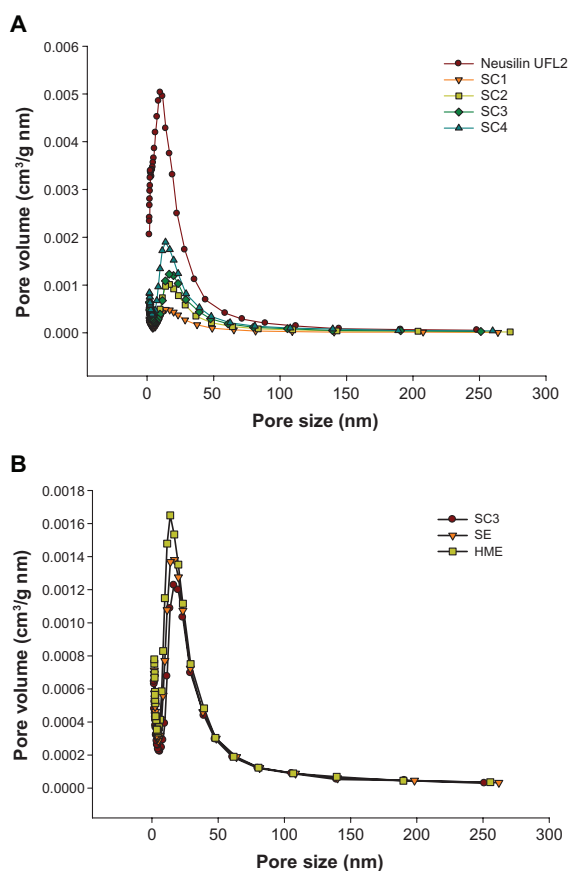 A
0.006
0.005
0.004
0.003
0.002
0.001
0.000
Pore volume (cm³/g nm)
Neusilin UFL2
SC1
SC2
SC3
SC4
0 50 100 150 200 250 300
Pore size (nm)
B
0.0018
0.0016
0.0014
0.0012
0.0010
0.0008
0.0006
0.0004
0.0002
0.0000
Pore volume (cm³/g nm)
SC3
SE
HME
0 50 100 150 200 250 300
Pore size (nm)